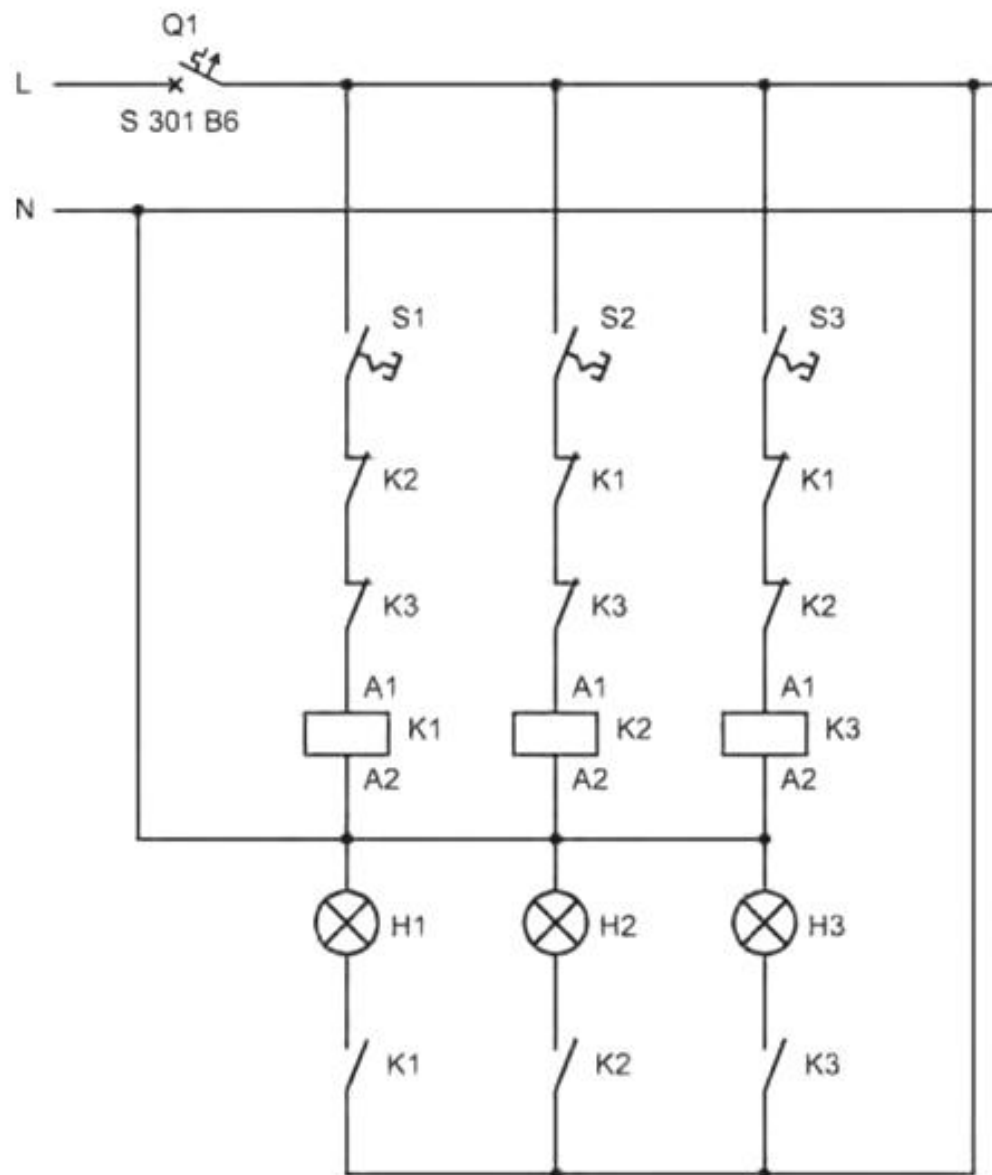 Q1
L
S 301 B6
N
S1 S2 S3
K2 K1 K1
K3 K3 K2
A1 A1 A1
K1 K2 K3
A2 A2 A2
H1 H2 H3
K1 K2 K3